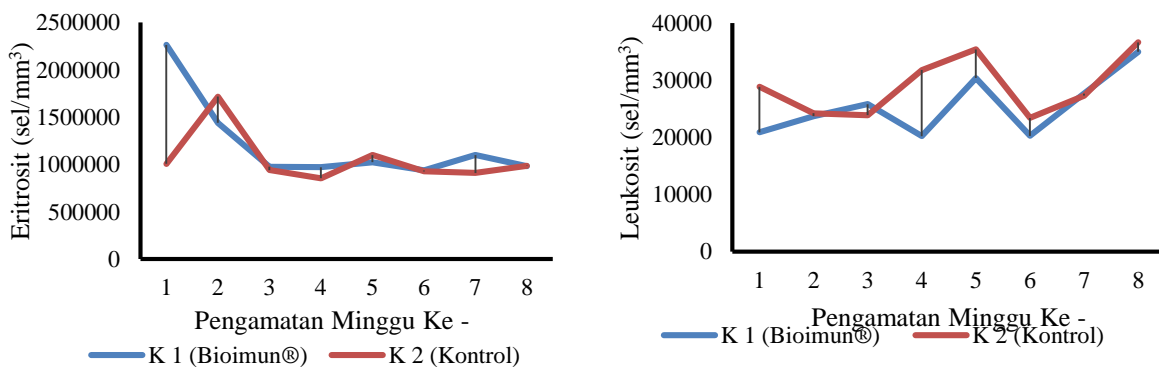 Eritrosit (sel/mm³)
2500000
2000000
1500000
1000000
500000
0
1 2 3 4 5 6 7 8
Pengamatan Minggu Ke -
K 1 (Bioimun®) K 2 (Kontrol)
Leukosit (sel/mm³)
40000
30000
20000
10000
0
1 2 3 4 5 6 7 8
Pengamatan Minggu Ke -
K 1 (Bioimun®) K 2 (Kontrol)